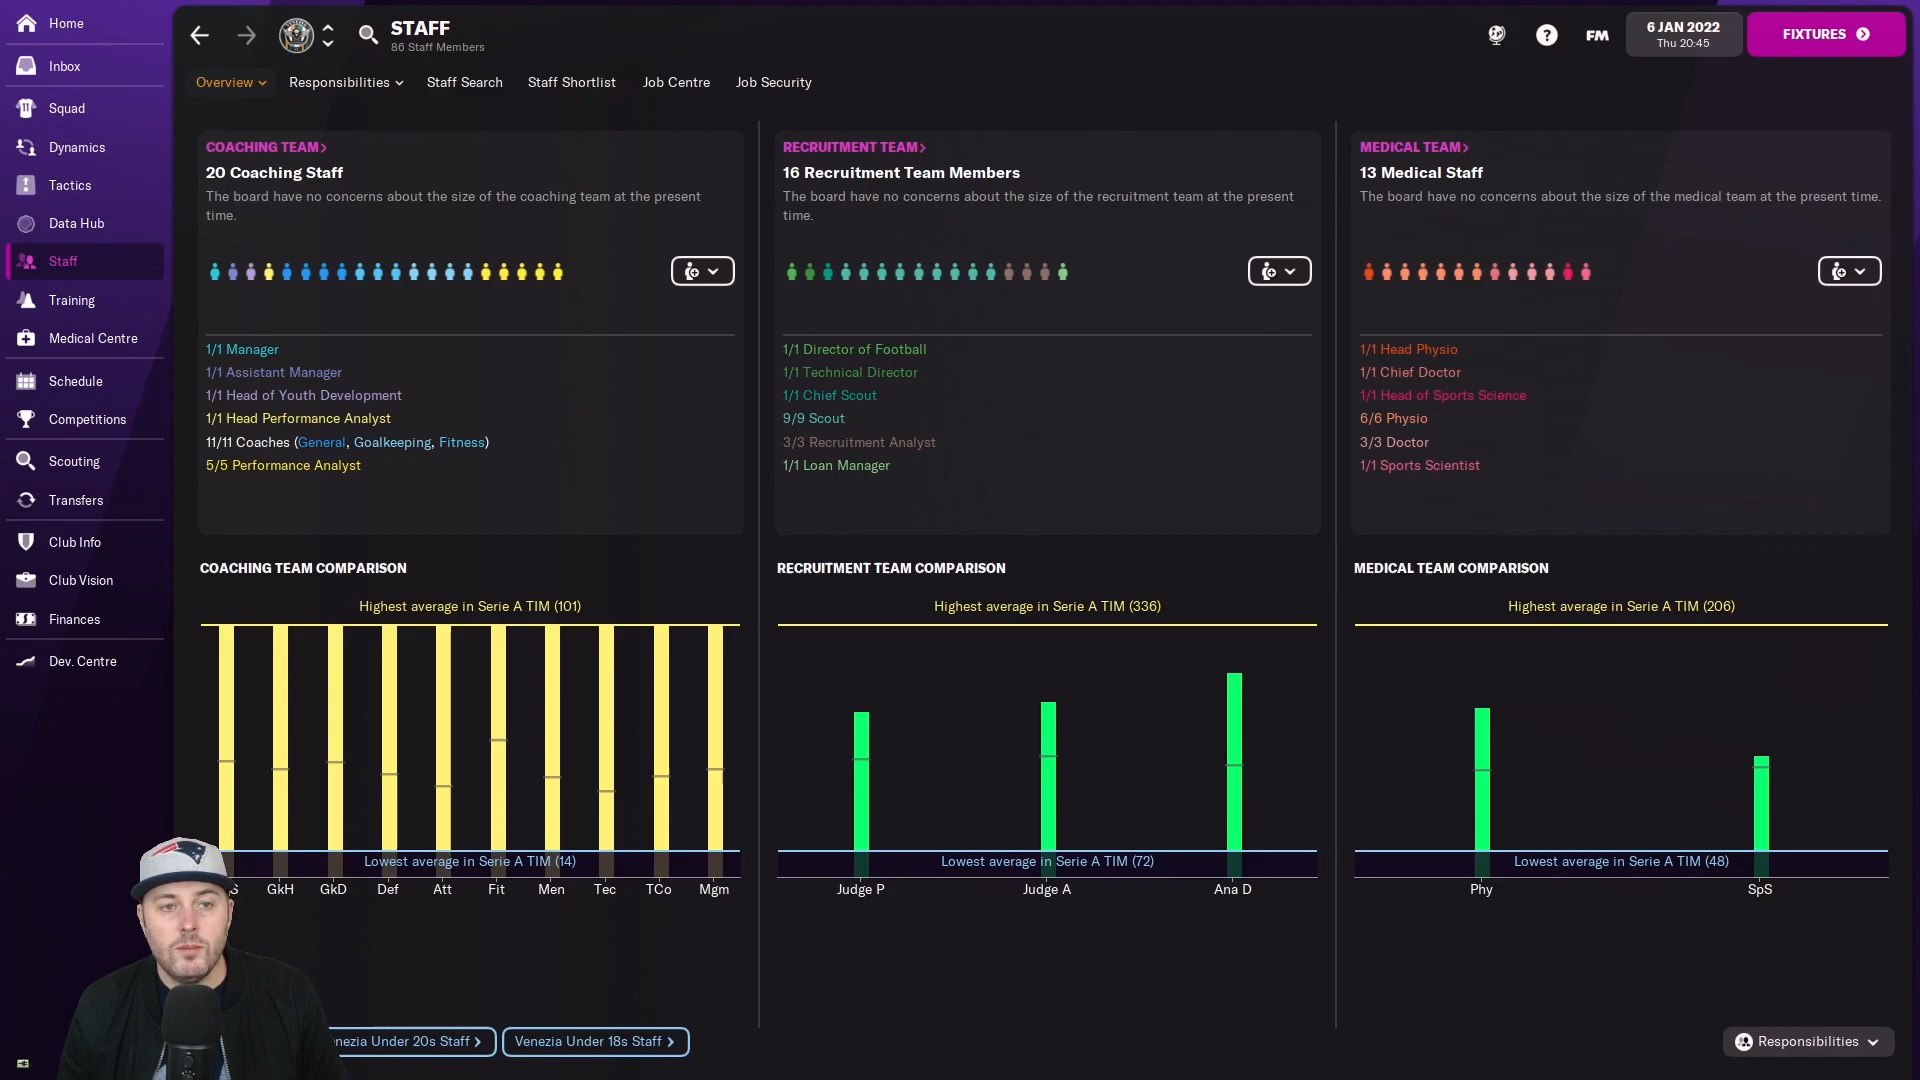 Home
Inbox
Squad
Dynamics
Tactics
Data Hub
Staff
Training
Medical Centre
Schedule
Competitions
Scouting
Transfers
Club Info
Club Vision
Finances
Dev. Centre
STAFF
86 Staff Members
FM
6 JAN 2022
Thu 20:45
FIXTURES
Overview
Responsibilities
Staff Search
Staff Shortlist
Job Centre
Job Security
COACHING TEAM
20 Coaching Staff
The board have no concerns about the size of the coaching team at the present
time.
1/1 Manager
1/1 Assistant Manager
1/1 Head of Youth Development
1/1 Head Performance Analyst
11/11 Coaches (General, Goalkeeping, Fitness)
5/5 Performance Analyst
RECRUITMENT TEAM
16 Recruitment Team Members
The board have no concerns about the size of the recruitment team at the present
time.
1/1 Director of Football
1/1 Technical Director
1/1 Chief Scout
9/9 Scout
3/3 Recruitment Analyst
1/1 Loan Manager
MEDICAL TEAM
13 Medical Staff
The board have no concerns about the size of the medical team at the present time.
1/1 Head Physio
1/1 Chief Doctor
1/1 Head of Sports Science
6/6 Physio
3/3 Doctor
1/1 Sports Scientist
COACHING TEAM COMPARISON
Highest average in Serie A TIM (101)
Lowest average in Serie A TIM (14)
S GkH GkD Def Att Fit Men Tec TCo Mgm
RECRUITMENT TEAM COMPARISON
Highest average in Serie A TIM (336)
Lowest average in Serie A TIM (72)
Judge P Judge A Ana D
MEDICAL TEAM COMPARISON
Highest average in Serie A TIM (206)
Lowest average in Serie A TIM (48)
Phy SpS
nezia Under 20s Staff
Venezia Under 18s Staff
Responsibilities